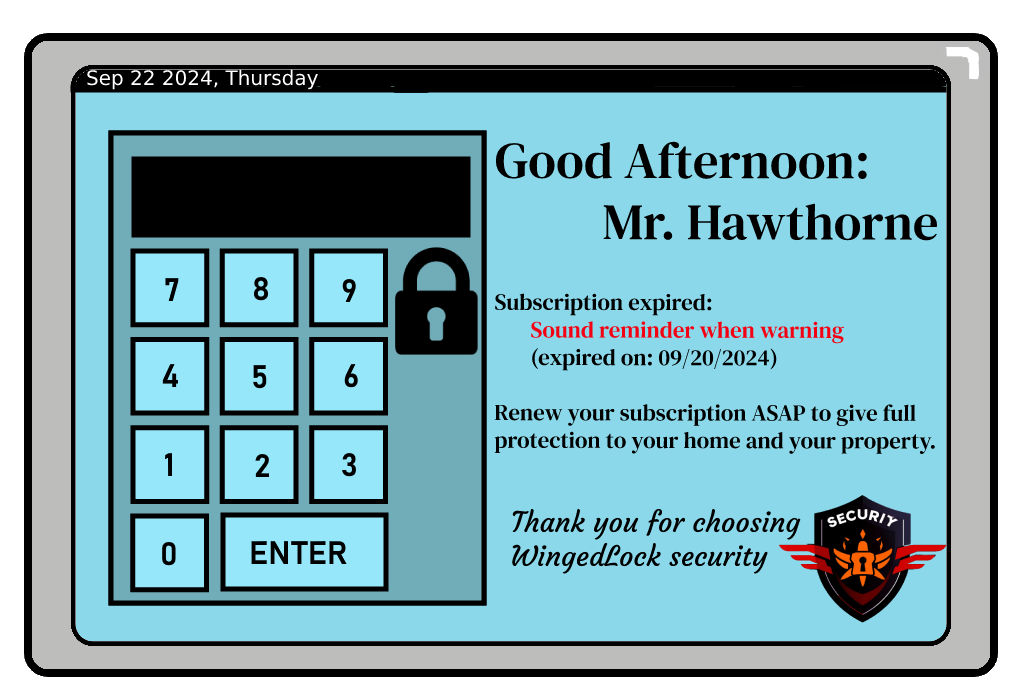 Sep 22 2024, Thursday
Good Afternoon:
Mr. Hawthorne
7 8 9
4 5 6
1 2 3
0 ENTER
Subscription expired:
Sound reminder when warning
(expired on: 09/20/2024)
Renew your subscription ASAP to give full
protection to your home and your property.
Thank you for choosing
WingedLock security
SECURIY